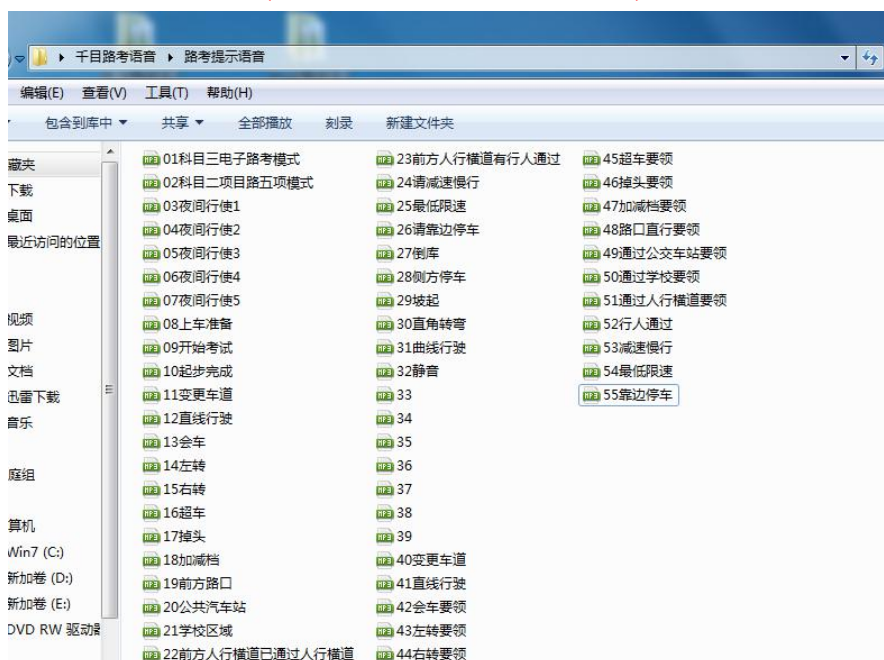 千目路考语音 ▸ 路考提示语音
编辑(E) 查看(V) 工具(T) 帮助(H)
包含到库中 共享 全部播放 刻录 新建文件夹
藏夹
下载
桌面
最近访问的位置
视频
图片
文档
迅雷下载
音乐
庭组
算机
Win7 (C:)
新加卷 (D:)
新加卷 (E:)
DVD RW 驱动
01科目三电子路考模式
02科目二项目路五项模式
03夜间行使1
04夜间行使2
05夜间行使3
06夜间行使4
07夜间行使5
08上车准备
09开始考试
10起步完成
11变更车道
12直线行驶
13会车
14左转
15右转
16超车
17掉头
18加减档
19前方路口
20公共汽车站
21学校区域
22前方人行横道已通过人行横道
23前方人行横道有行人通过
24请减速慢行
25最低限速
26请靠边停车
27倒库
28侧方停车
29坡起
30直角转弯
31曲线行驶
32静音
33
34
35
36
37
38
39
40变更车道
41直线行驶
42会车要领
43左转要领
44右转要领
45超车要领
46掉头要领
47加减档要领
48路口直行要领
49通过公交车站要领
50通过学校要领
51通过人行横道要领
52行人通过
53减速慢行
54最低限速
55靠边停车